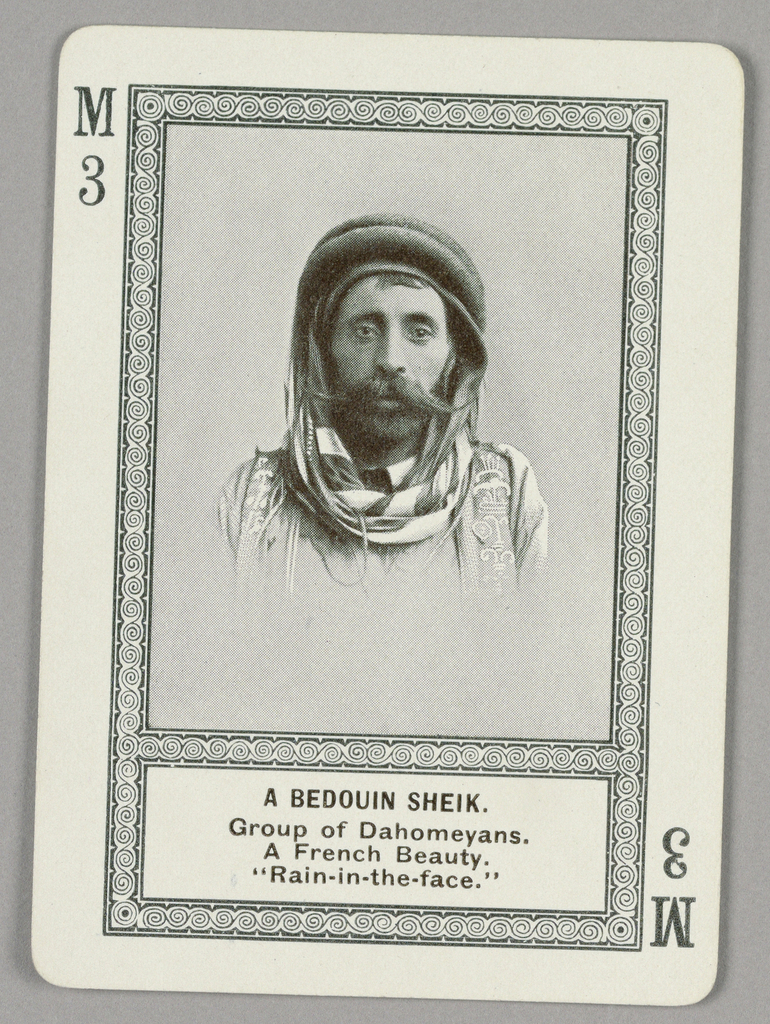 M
3
A BEDOUIN SHEIK.
Group of Dahomeyans.
A French Beauty.
"Rain-in-the-face."
3
M